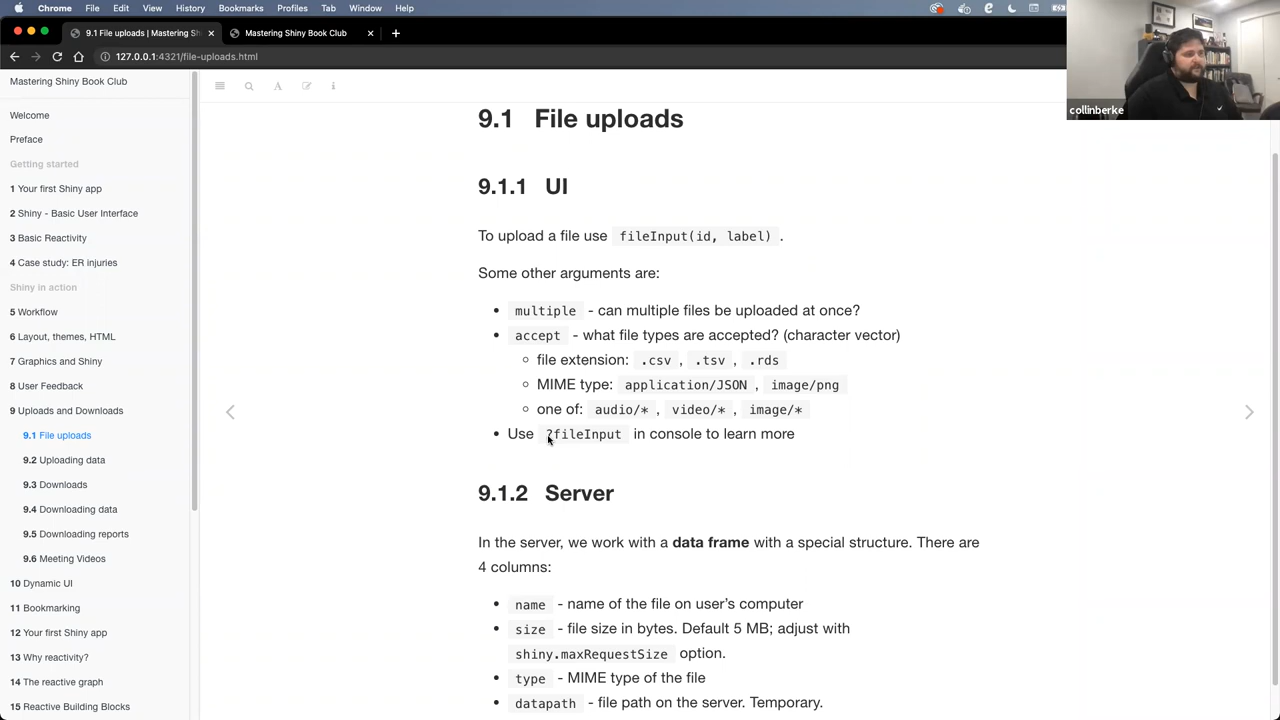 Chrome File Edit View History Bookmarks Profiles Tab Window Help
9.1 File uploads | Mastering Sh
Mastering Shiny Book Club
127.0.0.1:4321/file-uploads.html
collinberke
Mastering Shiny Book Club
Welcome
Preface
Getting started
1 Your first Shiny app
2 Shiny - Basic User Interface
3 Basic Reactivity
4 Case study: ER injuries
Shiny in action
5 Workflow
6 Layout, themes, HTML
7 Graphics and Shiny
8 User Feedback
9 Uploads and Downloads
9.1 File uploads
9.2 Uploading data
9.3 Downloads
9.4 Downloading data
9.5 Downloading reports
9.6 Meeting Videos
10 Dynamic UI
11 Bookmarking
12 Your first Shiny app
13 Why reactivity?
14 The reactive graph
15 Reactive Building Blocks
9.1 File uploads
9.1.1 UI
To upload a file use fileInput(id, label) .
Some other arguments are:
• multiple - can multiple files be uploaded at once?
• accept - what file types are accepted? (character vector)
◦ file extension: .csv , .tsv , .rds
◦ MIME type: application/JSON , image/png
◦ one of: audio/* , video/* , image/*
• Use ?fileInput in console to learn more
9.1.2 Server
In the server, we work with a data frame with a special structure. There are
4 columns:
• name - name of the file on user's computer
• size - file size in bytes. Default 5 MB; adjust with
shiny.maxRequestSize option.
• type - MIME type of the file
• datapath - file path on the server. Temporary.